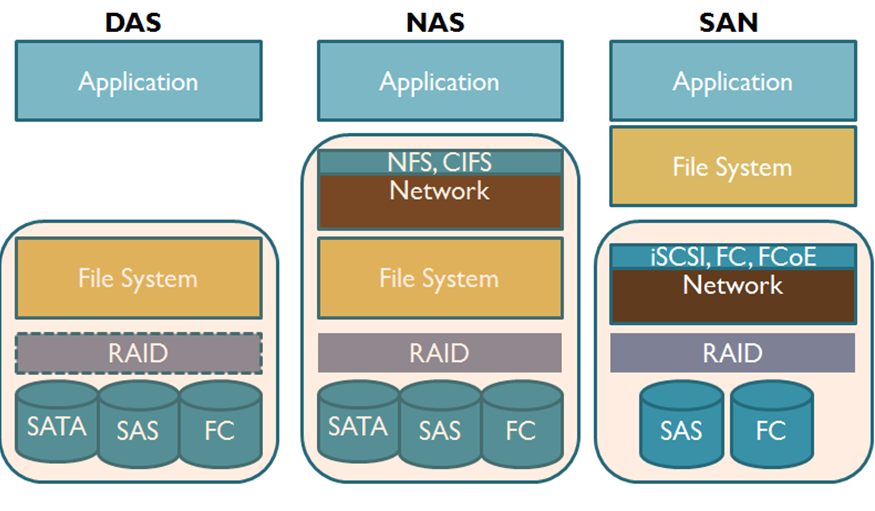 DAS
Application
File System
RAID
SATA
SAS
FC
NAS
Application
NFS, CIFS
Network
File System
RAID
SATA
SAS
FC
SAN
Application
File System
iSCSI, FC, FCoE
Network
RAID
SAS
FC